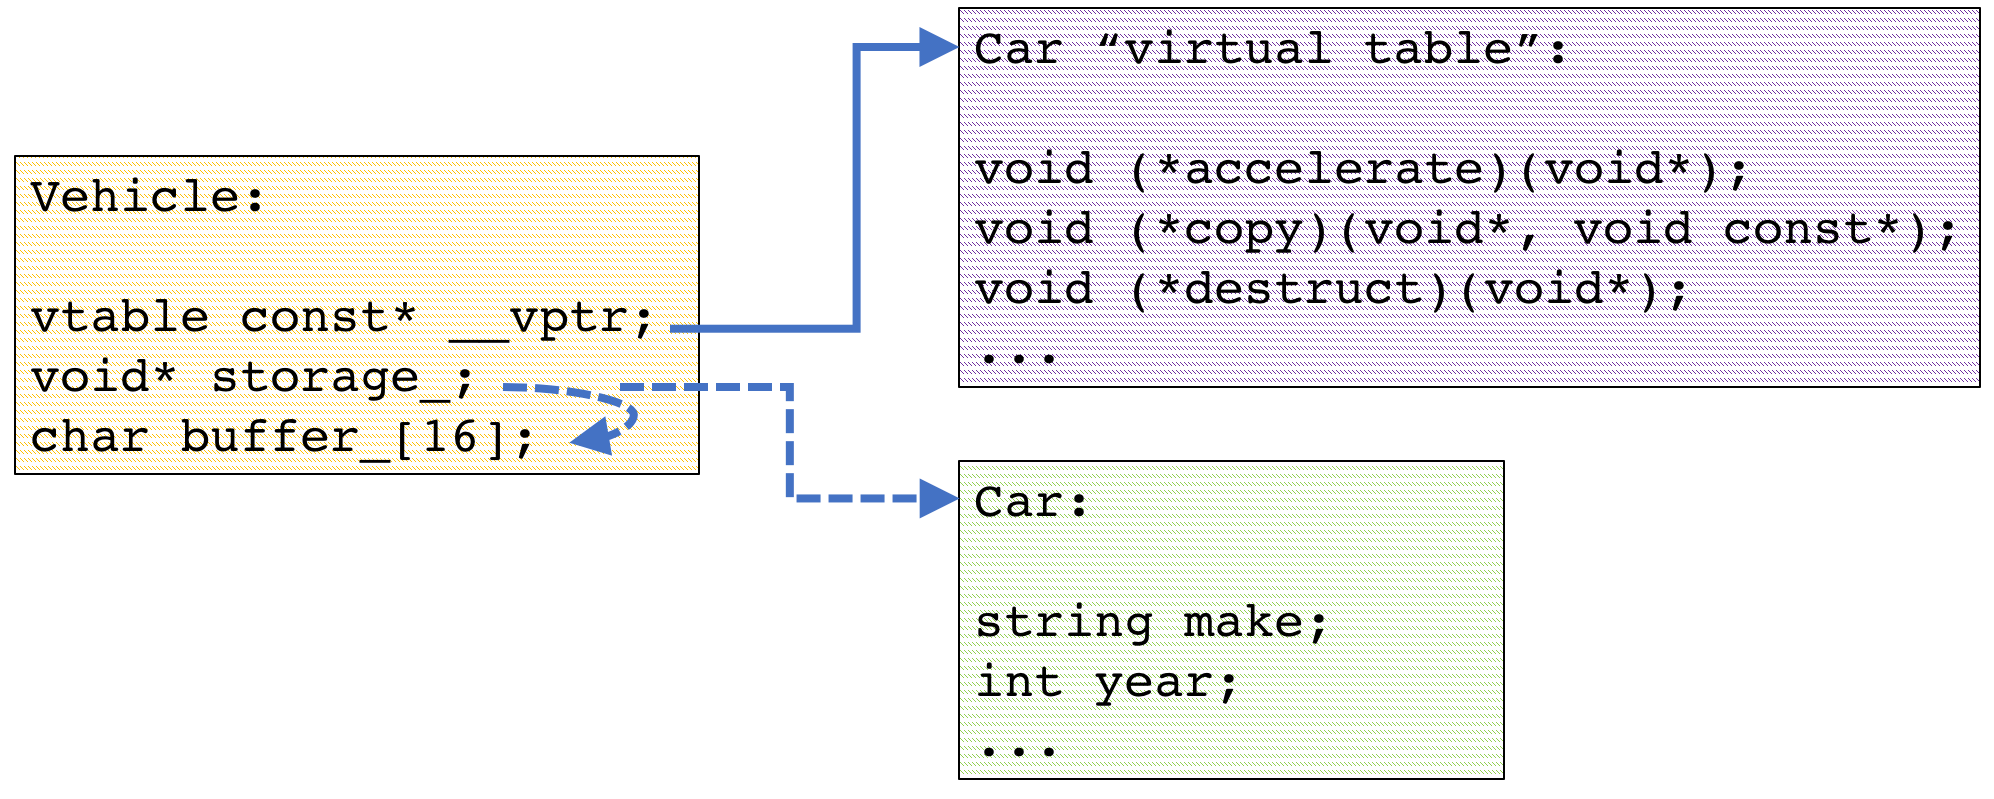 Vehicle:
vtable const* __vptr;
void* storage_;
char buffer_[16];
Car “virtual table”:
void (*accelerate)(void*);
void (*copy)(void*, void const*);
void (*destruct)(void*);
...
Car:
string make;
int year;
...